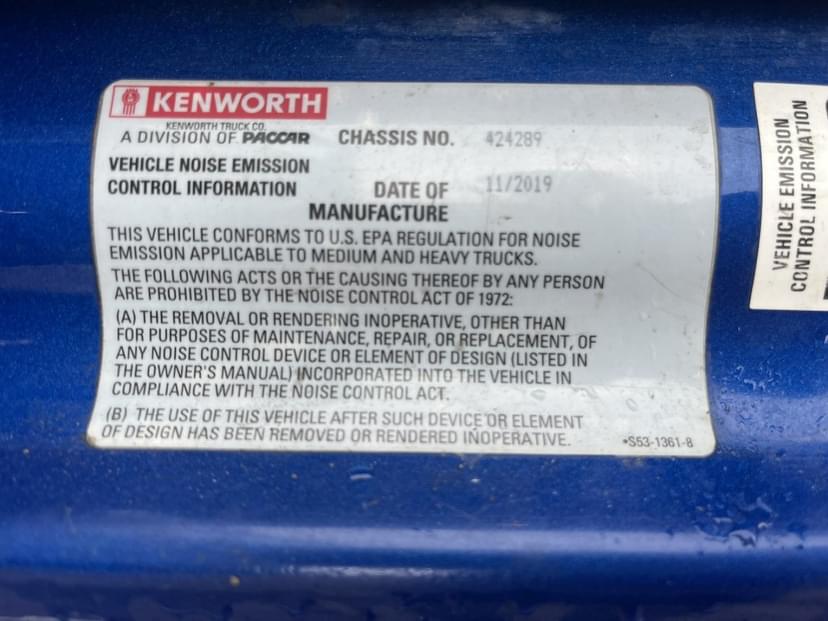 KENWORTH
KENWORTH TRUCK CO.
A DIVISION OF PACCAR CHASSIS NO. 424289
VEHICLE NOISE EMISSION
CONTROL INFORMATION DATE OF 11/2019
MANUFACTURE
THIS VEHICLE CONFORMS TO U.S. EPA REGULATION FOR NOISE
EMISSION APPLICABLE TO MEDIUM AND HEAVY TRUCKS.
THE FOLLOWING ACTS OR THE CAUSING THEREOF BY ANY PERSON
ARE PROHIBITED BY THE NOISE CONTROL ACT OF 1972:
(A) THE REMOVAL OR RENDERING INOPERATIVE, OTHER THAN
FOR PURPOSES OF MAINTENANCE, REPAIR, OR REPLACEMENT, OF
ANY NOISE CONTROL DEVICE OR ELEMENT OF DESIGN (LISTED IN
THE OWNER'S MANUAL) INCORPORATED INTO THE VEHICLE IN
COMPLIANCE WITH THE NOISE CONTROL ACT.
(B) THE USE OF THIS VEHICLE AFTER SUCH DEVICE OR ELEMENT
OF DESIGN HAS BEEN REMOVED OR RENDERED INOPERATIVE.
*S53-1361-8
VEHICLE EMISSION
CONTROL INFORMATION